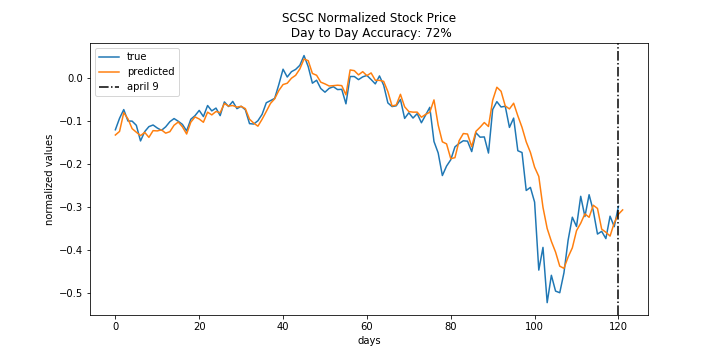 SCSC Normalized Stock Price
Day to Day Accuracy: 72%
true
predicted
april 9
normalized values
0.0
−0.1
−0.2
−0.3
−0.4
−0.5
0 20 40 60 80 100 120
days